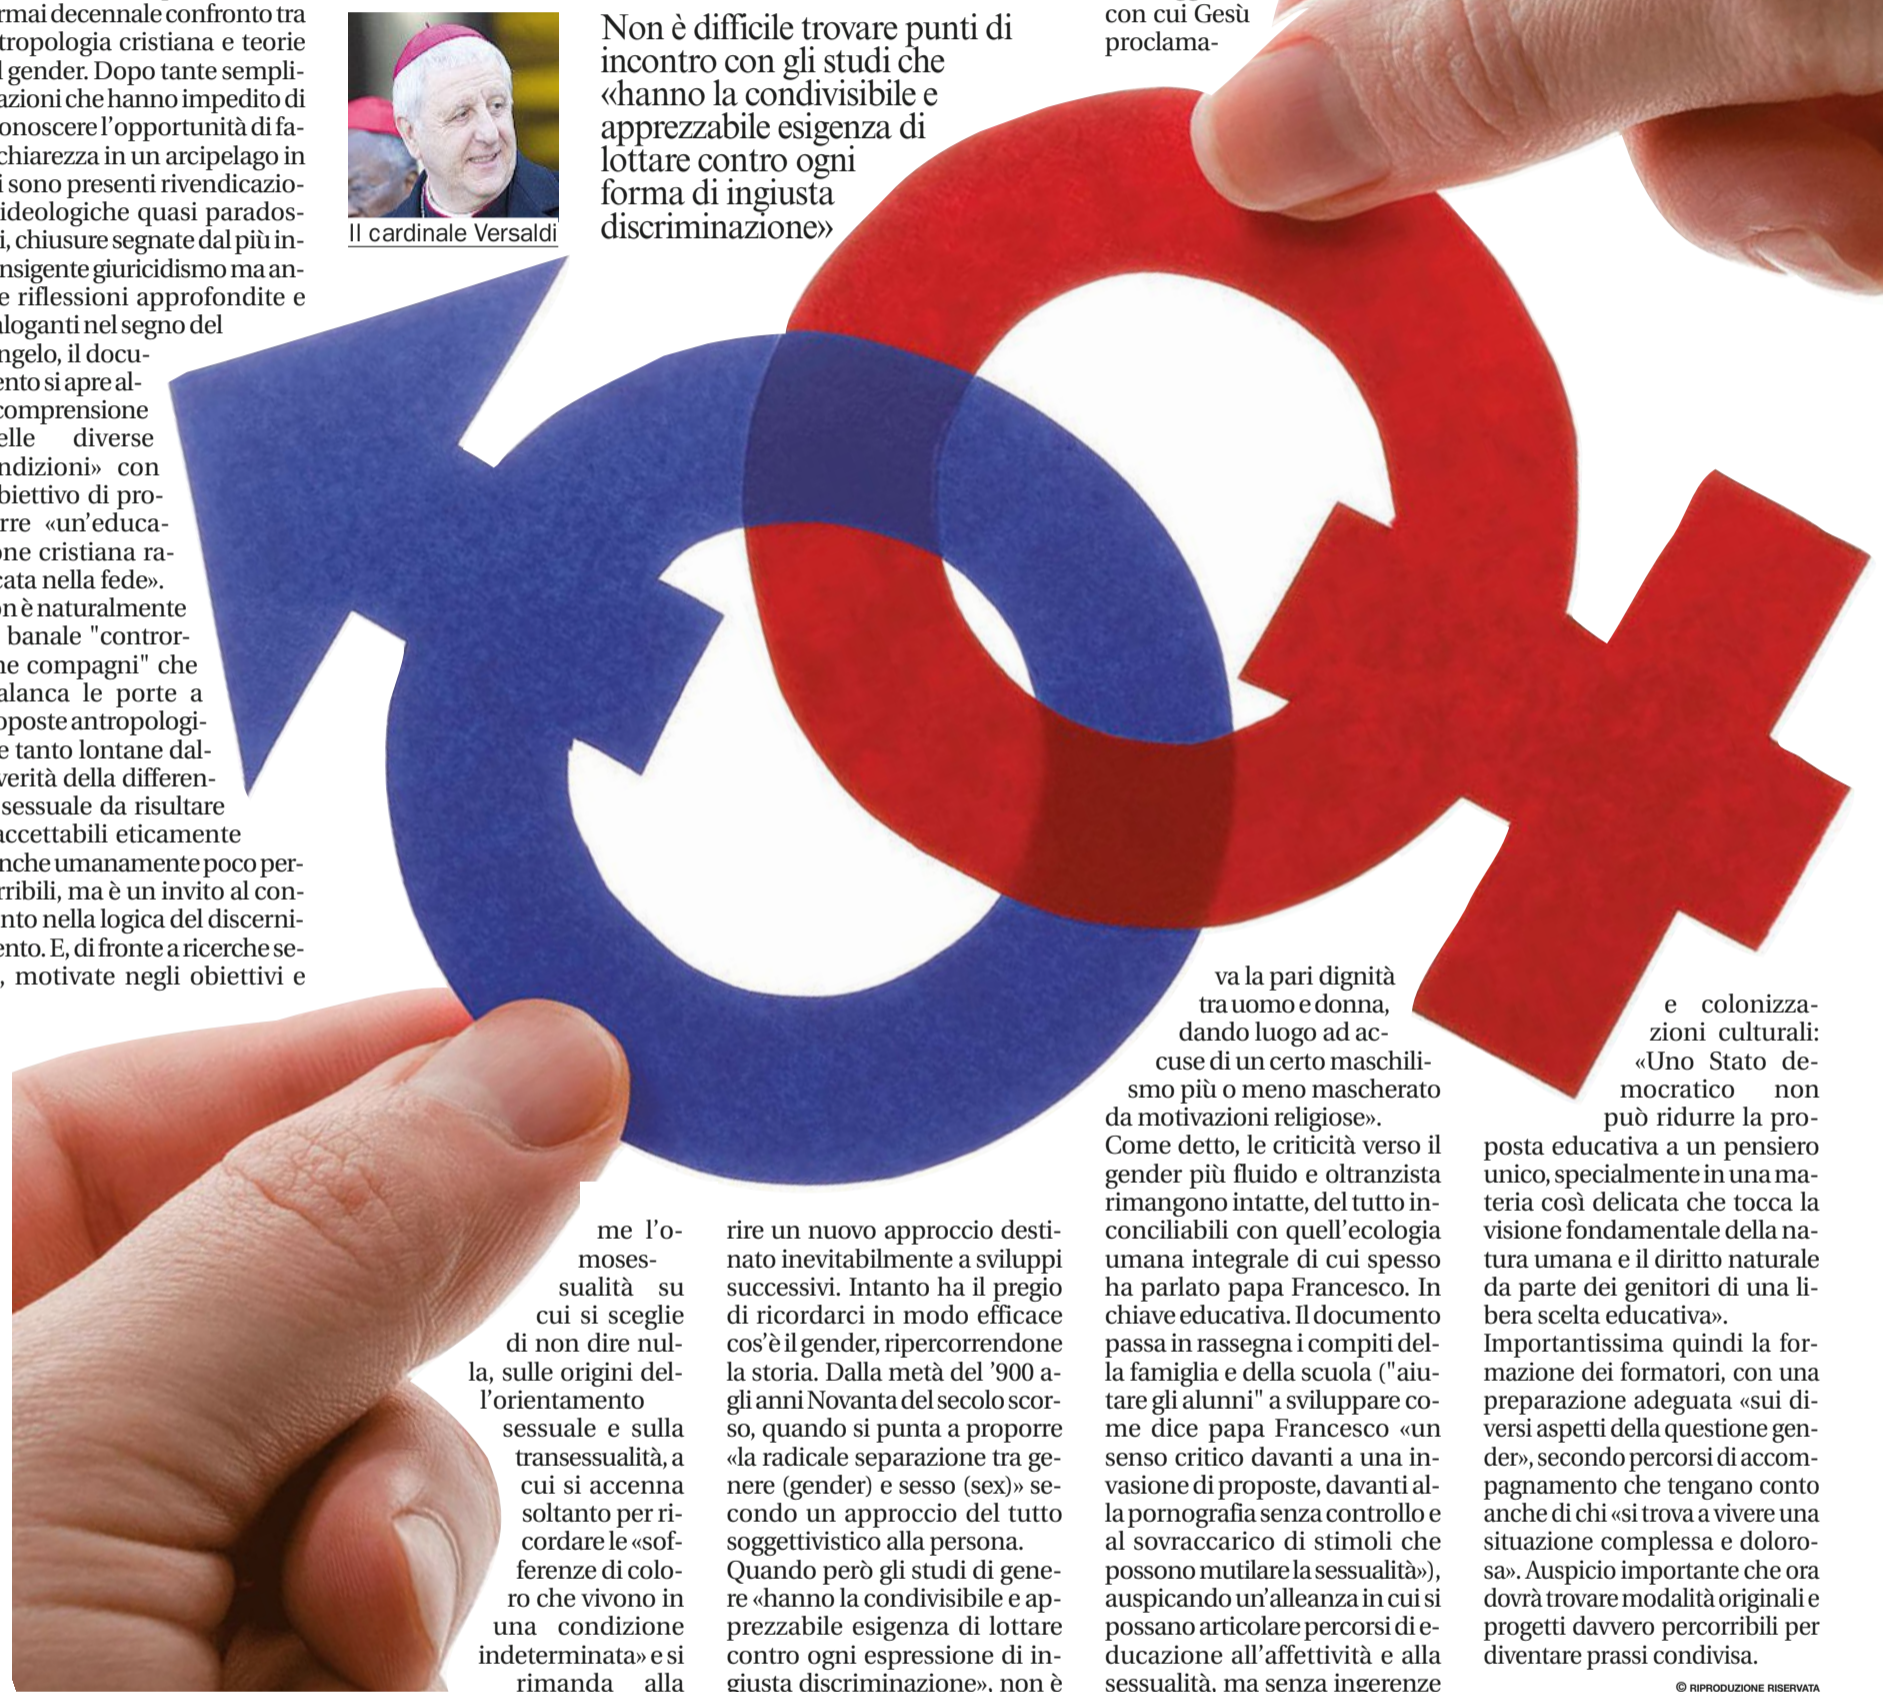 rmai decennale confronto tra
tropologia cristiana e teorie
l gender. Dopo tante sempli-
azioni che hanno impedito di
onoscere l'opportunità di fa-
chiarezza in un arcipelago in
i sono presenti rivendicazio-
ideologiche quasi parados-
i, chiusure segnate dal più in-
nsigente giuricidismo ma an-
e riflessioni approfondite e
aloganti nel segno del
ngelo, il docu-
ento si apre al-
comprensione
elle diverse
ndizioni» con
biettivo di pro-
rre «un'educa-
one cristiana ra-
cata nella fede».
on è naturalmente
banale "contror-
ne compagni" che
alanca le porte a
oposte antropologi-
e tanto lontane dal-
verità della differen-
sessuale da risultare
accettabili eticamente
nche umanamente poco per-
rribili, ma è un invito al con-
nto nella logica del discerni-
ento. E, di fronte a ricerche se-
, motivate negli obiettivi e
Il cardinale Versaldi
Non è difficile trovare punti di
incontro con gli studi che
«hanno la condivisibile e
apprezzabile esigenza di
lottare contro ogni
forma di ingiusta
discriminazione»
me l'o-
moses-
sualità su
cui si sceglie
di non dire nul-
la, sulle origini del-
l'orientamento
sessuale e sulla
transessualità, a
cui si accenna
soltanto per ri-
cordare le «sof-
ferenze di colo-
ro che vivono in
una condizione
indeterminata» e si
rimanda alla
rire un nuovo approccio desti-
nato inevitabilmente a sviluppi
successivi. Intanto ha il pregio
di ricordarci in modo efficace
cos'è il gender, ripercorrendone
la storia. Dalla metà del '900 a-
gli anni Novanta del secolo scor-
so, quando si punta a proporre
«la radicale separazione tra ge-
nere (gender) e sesso (sex)» se-
condo un approccio del tutto
soggettivistico alla persona.
Quando però gli studi di gene-
re «hanno la condivisibile e ap-
prezzabile esigenza di lottare
contro ogni espressione di in-
giusta discriminazione», non è
con cui Gesù
proclama-
va la pari dignità
tra uomo e donna,
dando luogo ad ac-
cuse di un certo maschili-
smo più o meno mascherato
da motivazioni religiose».
Come detto, le criticità verso il
gender più fluido e oltranzista
rimangono intatte, del tutto in-
conciliabili con quell'ecologia
umana integrale di cui spesso
ha parlato papa Francesco. In
chiave educativa. Il documento
passa in rassegna i compiti del-
la famiglia e della scuola ("aiu-
tare gli alunni" a sviluppare co-
me dice papa Francesco «un
senso critico davanti a una in-
vasione di proposte, davanti al-
la pornografia senza controllo e
al sovraccarico di stimoli che
possono mutilare la sessualità»),
auspicando un'alleanza in cui si
possano articolare percorsi di e-
ducazione all'affettività e alla
sessualità, ma senza ingerenze
e colonizza-
zioni culturali:
«Uno Stato de-
mocratico non
può ridurre la pro-
posta educativa a un pensiero
unico, specialmente in una ma-
teria così delicata che tocca la
visione fondamentale della na-
tura umana e il diritto naturale
da parte dei genitori di una li-
bera scelta educativa».
Importantissima quindi la for-
mazione dei formatori, con una
preparazione adeguata «sui di-
versi aspetti della questione gen-
der», secondo percorsi di accom-
pagnamento che tengano conto
anche di chi «si trova a vivere una
situazione complessa e doloro-
sa». Auspicio importante che ora
dovrà trovare modalità originali e
progetti davvero percorribili per
diventare prassi condivisa.
© RIPRODUZIONE RISERVATA